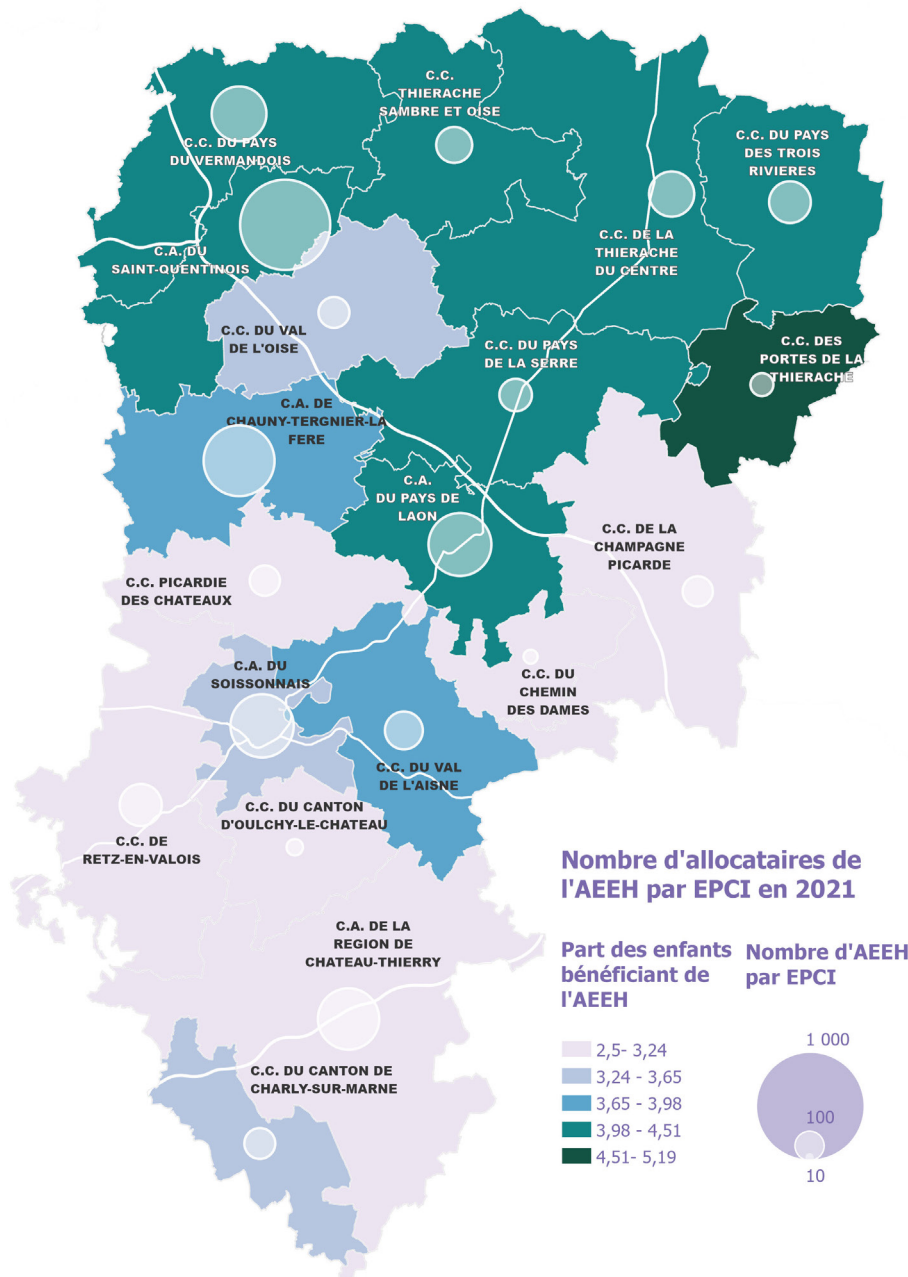 C.C.
THIERACHE
SAMBRE ET OISE
C.C. DU PAYS
DU VERMANDOIS
C.C. DU PAYS
DES TROIS
RIVIERES
C.A. DU
SAINT-QUENTINOIS
C.C. DE LA
THIERACHE
DU CENTRE
C.C. DU VAL
DE L'OISE
C.C. DU PAYS
DE LA SERRE
C.C. DES
PORTES DE LA
THIERACHE
C.A. DE
CHAUNY-TERGNIER-LA
FERE
C.A.
DU PAYS DE
LAON
C.C. DE LA
CHAMPAGNE
PICARDE
C.C. PICARDIE
DES CHATEAUX
C.A. DU
SOISSONNAIS
C.C. DU
CHEMIN
DES DAMES
C.C. DU VAL
DE L'AISNE
C.C. DU CANTON
D'OULCHY-LE-CHATEAU
C.C. DE
RETZ-EN-VALOIS
C.A. DE LA
REGION DE
CHATEAU-THIERRY
C.C. DU CANTON DE
CHARLY-SUR-MARNE
Nombre d'allocataires de
l'AEEH par EPCI en 2021
Part des enfants
bénéficiant de
l'AEEH
2,5- 3,24
3,24 - 3,65
3,65 - 3,98
3,98 - 4,51
4,51- 5,19
Nombre d'AEEH
par EPCI
1 000
100
10